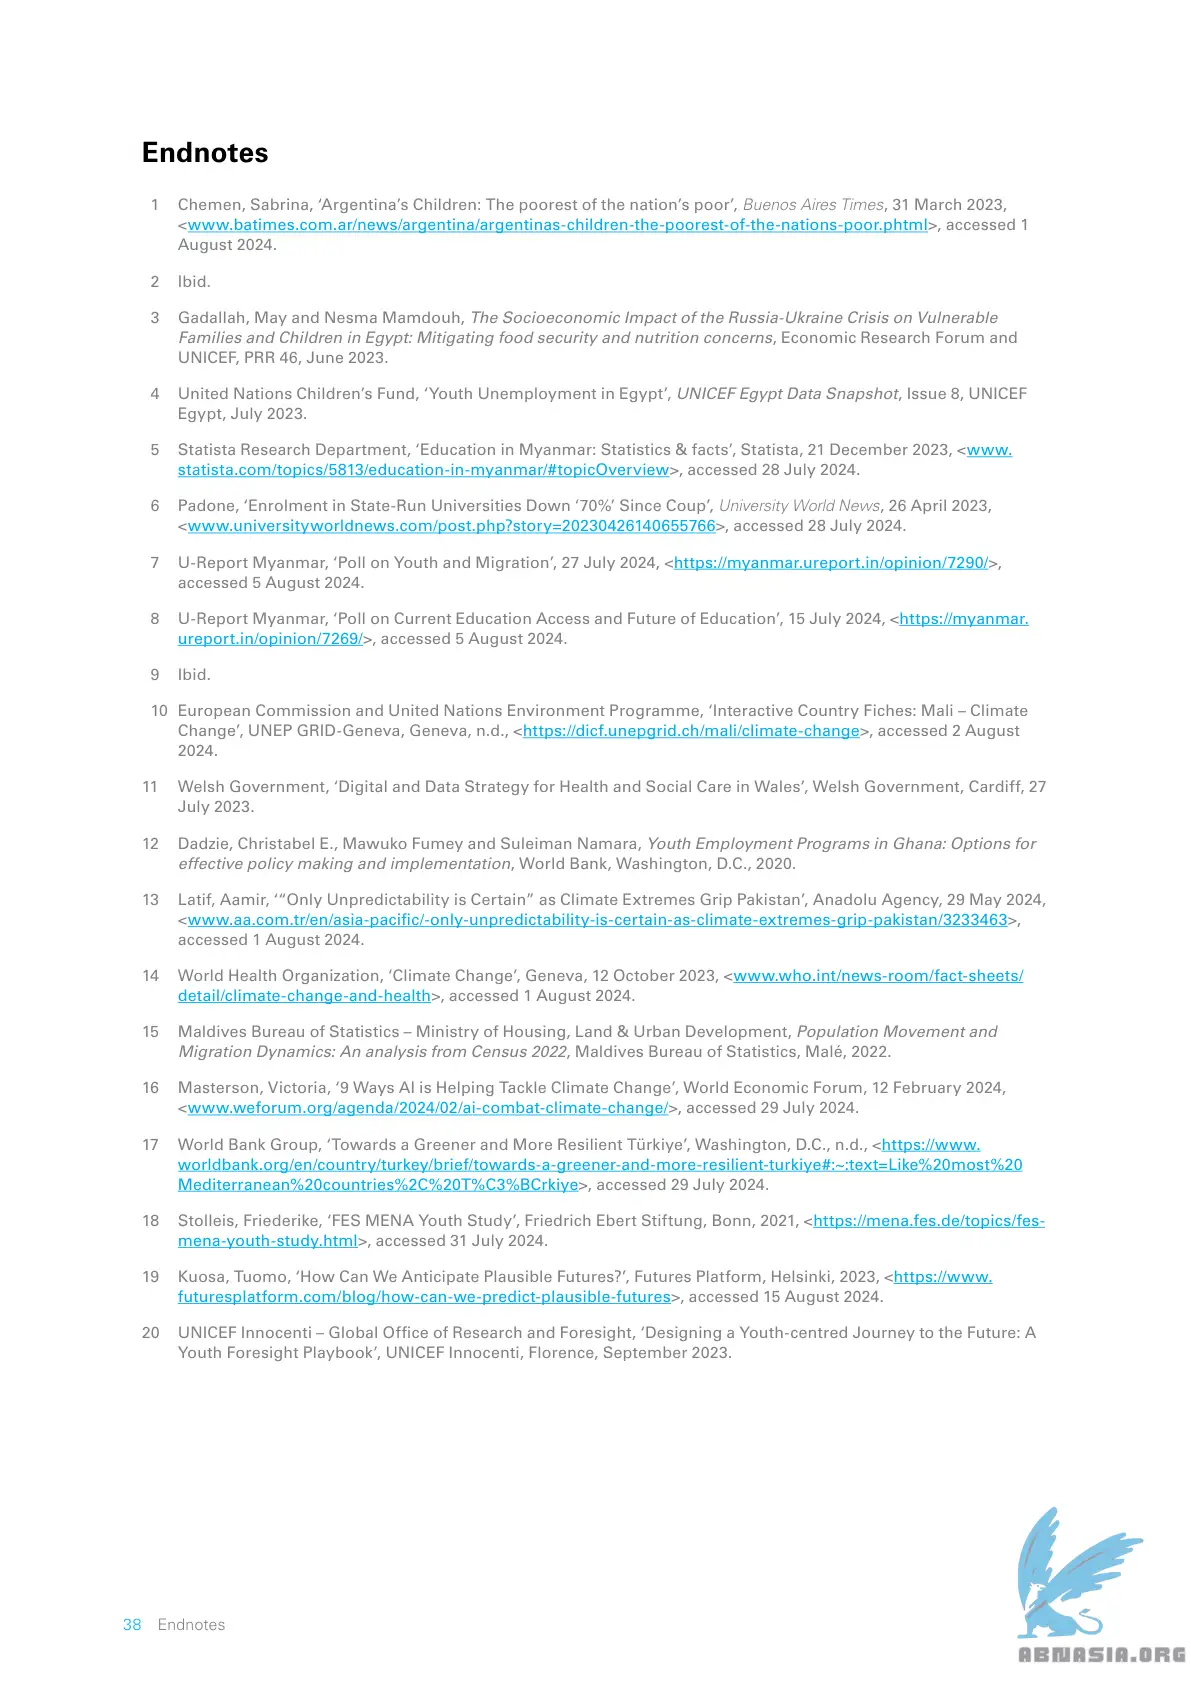 Endnotes
1 Chemen, Sabrina, ‘Argentina’s Children: The poorest of the nation’s poor’, Buenos Aires Times, 31 March 2023,
<www.batimes.com.ar/news/argentina/argentinas-children-the-poorest-of-the-nations-poor.phtml>, accessed 1
August 2024.
2 Ibid.
3 Gadallah, May and Nesma Mamdouh, The Socioeconomic Impact of the Russia-Ukraine Crisis on Vulnerable
Families and Children in Egypt: Mitigating food security and nutrition concerns, Economic Research Forum and
UNICEF, PRR 46, June 2023.
4 United Nations Children’s Fund, ‘Youth Unemployment in Egypt’, UNICEF Egypt Data Snapshot, Issue 8, UNICEF
Egypt, July 2023.
5 Statista Research Department, ‘Education in Myanmar: Statistics & facts’, Statista, 21 December 2023, <www.
statista.com/topics/5813/education-in-myanmar/#topicOverview>, accessed 28 July 2024.
6 Padone, ‘Enrolment in State-Run Universities Down ‘70%’ Since Coup’, University World News, 26 April 2023,
<www.universityworldnews.com/post.php?story=20230426140655766>, accessed 28 July 2024.
7 U-Report Myanmar, ‘Poll on Youth and Migration’, 27 July 2024, <https://myanmar.ureport.in/opinion/7290/>,
accessed 5 August 2024.
8 U-Report Myanmar, ‘Poll on Current Education Access and Future of Education’, 15 July 2024, <https://myanmar.
ureport.in/opinion/7269/>, accessed 5 August 2024.
9 Ibid.
10 European Commission and United Nations Environment Programme, ‘Interactive Country Fiches: Mali – Climate
Change’, UNEP GRID-Geneva, Geneva, n.d., <https://dicf.unepgrid.ch/mali/climate-change>, accessed 2 August
2024.
11 Welsh Government, ‘Digital and Data Strategy for Health and Social Care in Wales’, Welsh Government, Cardiff, 27
July 2023.
12 Dadzie, Christabel E., Mawuko Fumey and Suleiman Namara, Youth Employment Programs in Ghana: Options for
effective policy making and implementation, World Bank, Washington, D.C., 2020.
13 Latif, Aamir, ‘“Only Unpredictability is Certain” as Climate Extremes Grip Pakistan’, Anadolu Agency, 29 May 2024,
<www.aa.com.tr/en/asia-pacific/-only-unpredictability-is-certain-as-climate-extremes-grip-pakistan/3233463>,
accessed 1 August 2024.
14 World Health Organization, ‘Climate Change’, Geneva, 12 October 2023, <www.who.int/news-room/fact-sheets/
detail/climate-change-and-health>, accessed 1 August 2024.
15 Maldives Bureau of Statistics – Ministry of Housing, Land & Urban Development, Population Movement and
Migration Dynamics: An analysis from Census 2022, Maldives Bureau of Statistics, Malé, 2022.
16 Masterson, Victoria, ‘9 Ways AI is Helping Tackle Climate Change’, World Economic Forum, 12 February 2024,
<www.weforum.org/agenda/2024/02/ai-combat-climate-change/>, accessed 29 July 2024.
17 World Bank Group, ‘Towards a Greener and More Resilient Türkiye’, Washington, D.C., n.d., <https://www.
worldbank.org/en/country/turkey/brief/towards-a-greener-and-more-resilient-turkiye#:~:text=Like%20most%20
Mediterranean%20countries%2C%20T%C3%BCrkiye>, accessed 29 July 2024.
18 Stolleis, Friederike, ‘FES MENA Youth Study’, Friedrich Ebert Stiftung, Bonn, 2021, <https://mena.fes.de/topics/fes-
mena-youth-study.html>, accessed 31 July 2024.
19 Kuosa, Tuomo, ‘How Can We Anticipate Plausible Futures?’, Futures Platform, Helsinki, 2023, <https://www.
futuresplatform.com/blog/how-can-we-predict-plausible-futures>, accessed 15 August 2024.
20 UNICEF Innocenti – Global Office of Research and Foresight, ‘Designing a Youth-centred Journey to the Future: A
Youth Foresight Playbook’, UNICEF Innocenti, Florence, September 2023.
38 Endnotes
ABNASIA.ORG